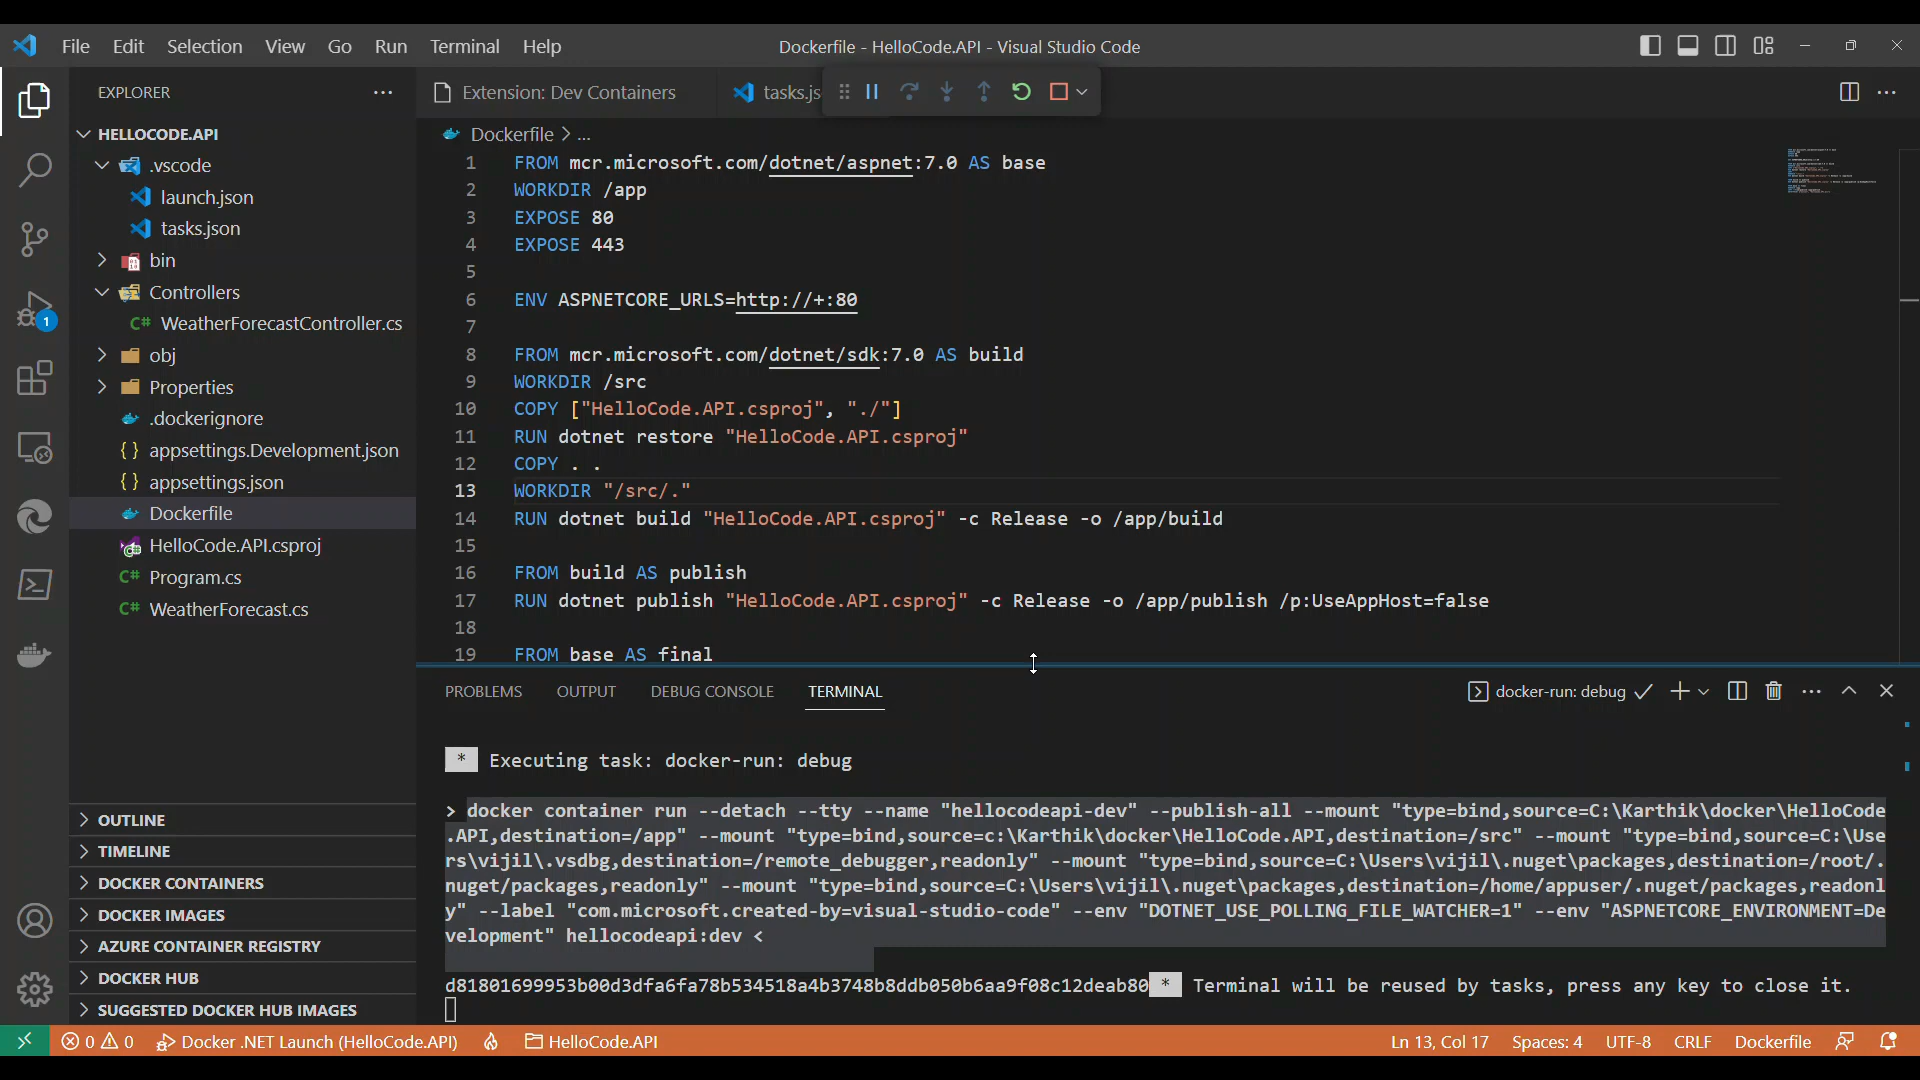 File Edit Selection View Go Run Terminal Help
Dockerfile - HelloCode.API - Visual Studio Code
EXPLORER
Extension: Dev Containers
tasks.js
HELLOCODE.API
.vscode
launch.json
tasks.json
bin
Controllers
C# WeatherForecastController.cs
obj
Properties
.dockerignore
{ } appsettings.Development.json
{ } appsettings.json
Dockerfile
HelloCode.API.csproj
C# Program.cs
C# WeatherForecast.cs
OUTLINE
TIMELINE
DOCKER CONTAINERS
DOCKER IMAGES
AZURE CONTAINER REGISTRY
DOCKER HUB
SUGGESTED DOCKER HUB IMAGES
1
Dockerfile > ...
1 FROM mcr.microsoft.com/dotnet/aspnet:7.0 AS base
2 WORKDIR /app
3 EXPOSE 80
4 EXPOSE 443
5
6 ENV ASPNETCORE_URLS=http://+:80
7
8 FROM mcr.microsoft.com/dotnet/sdk:7.0 AS build
9 WORKDIR /src
10 COPY ["HelloCode.API.csproj", "./"]
11 RUN dotnet restore "HelloCode.API.csproj"
12 COPY . .
13 WORKDIR "/src/."
14 RUN dotnet build "HelloCode.API.csproj" -c Release -o /app/build
15
16 FROM build AS publish
17 RUN dotnet publish "HelloCode.API.csproj" -c Release -o /app/publish /p:UseAppHost=false
18
19 FROM base AS final
PROBLEMS OUTPUT DEBUG CONSOLE TERMINAL
docker-run: debug
* Executing task: docker-run: debug
> docker container run --detach --tty --name "hellocodeapi-dev" --publish-all --mount "type=bind,source=C:\Karthik\docker\HelloCode
.API,destination=/app" --mount "type=bind,source=c:\Karthik\docker\HelloCode.API,destination=/src" --mount "type=bind,source=C:\Use
rs\vijil\.vsdbg,destination=/remote_debugger,readonly" --mount "type=bind,source=C:\Users\vijil\.nuget\packages,destination=/root/.
nuget/packages,readonly" --mount "type=bind,source=C:\Users\vijil\.nuget\packages,destination=/home/appuser/.nuget/packages,readonl
y" --label "com.microsoft.created-by=visual-studio-code" --env "DOTNET_USE_POLLING_FILE_WATCHER=1" --env "ASPNETCORE_ENVIRONMENT=De
velopment" hellocodeapi:dev <
d81801699953b00d3dfa6fa78b534518a4b3748b8ddb050b6aa9f08c12deab80 * Terminal will be reused by tasks, press any key to close it.
0 0 Docker .NET Launch (HelloCode.API) HelloCode.API
Ln 13, Col 17 Spaces: 4 UTF-8 CRLF Dockerfile